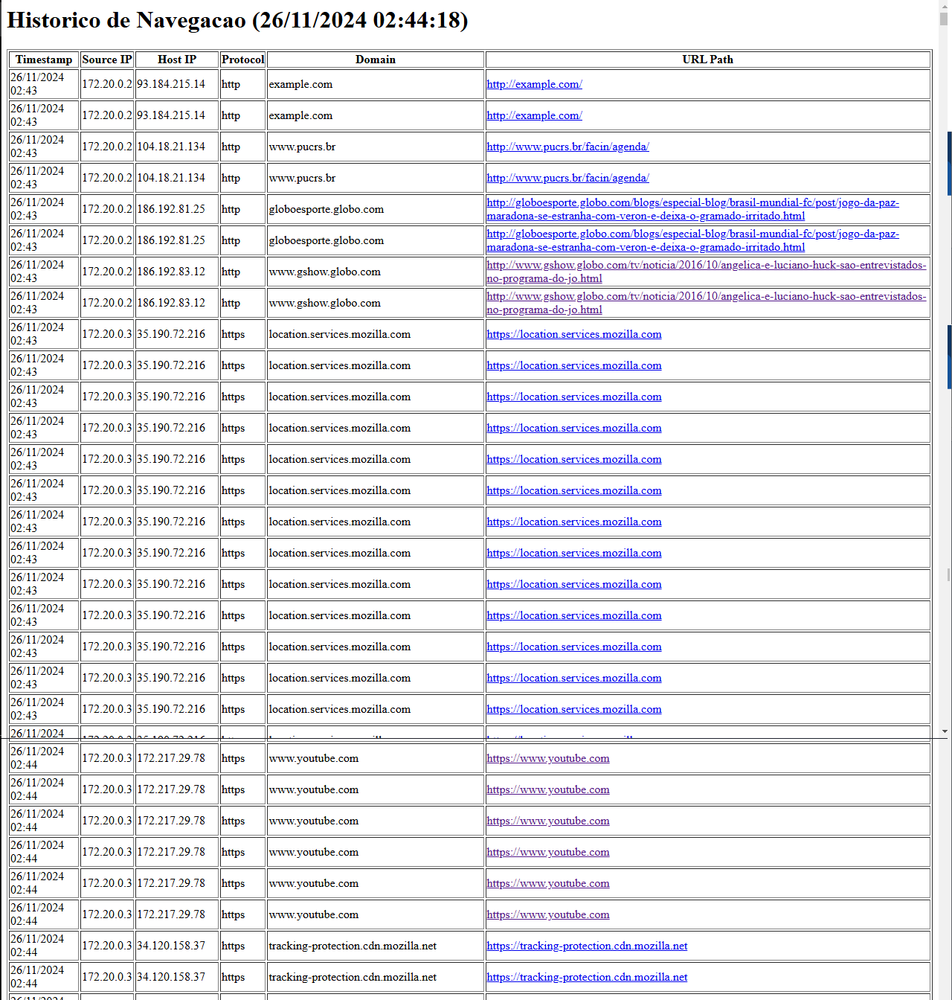 Historico de Navegacao (26/11/2024 02:44:18)
Timestamp Source IP Host IP Protocol Domain URL Path
26/11/2024
02:43 172.20.0.2 93.184.215.14 http example.com http://example.com/
26/11/2024
02:43 172.20.0.2 93.184.215.14 http example.com http://example.com/
26/11/2024
02:43 172.20.0.2 104.18.21.134 http www.pucrs.br http://www.pucrs.br/facin/agenda/
26/11/2024
02:43 172.20.0.2 104.18.21.134 http www.pucrs.br http://www.pucrs.br/facin/agenda/
26/11/2024 172.20.0.2 186.192.81.25 http globoesporte.globo.com http://globoesporte.globo.com/blogs/especial-blog/brasil-mundial-fc/post/jogo-da-paz-
02:43 maradona-se-estranha-com-veron-e-deixa-o-gramado-irritado.html
26/11/2024 172.20.0.2 186.192.81.25 http globoesporte.globo.com http://globoesporte.globo.com/blogs/especial-blog/brasil-mundial-fc/post/jogo-da-paz-
02:43 maradona-se-estranha-com-veron-e-deixa-o-gramado-irritado.html
26/11/2024 172.20.0.2 186.192.83.12 http www.gshow.globo.com http://www.gshow.globo.com/tv/noticia/2016/10/angelica-e-luciano-huck-sao-entrevistados-
02:43 no-programa-do-jo.html
26/11/2024 172.20.0.2 186.192.83.12 http www.gshow.globo.com http://www.gshow.globo.com/tv/noticia/2016/10/angelica-e-luciano-huck-sao-entrevistados-
02:43 no-programa-do-jo.html
26/11/2024
02:43 172.20.0.3 35.190.72.216 https location.services.mozilla.com https://location.services.mozilla.com
26/11/2024
02:43 172.20.0.3 35.190.72.216 https location.services.mozilla.com https://location.services.mozilla.com
26/11/2024
02:43 172.20.0.3 35.190.72.216 https location.services.mozilla.com https://location.services.mozilla.com
26/11/2024
02:43 172.20.0.3 35.190.72.216 https location.services.mozilla.com https://location.services.mozilla.com
26/11/2024
02:43 172.20.0.3 35.190.72.216 https location.services.mozilla.com https://location.services.mozilla.com
26/11/2024
02:43 172.20.0.3 35.190.72.216 https location.services.mozilla.com https://location.services.mozilla.com
26/11/2024
02:43 172.20.0.3 35.190.72.216 https location.services.mozilla.com https://location.services.mozilla.com
26/11/2024
02:43 172.20.0.3 35.190.72.216 https location.services.mozilla.com https://location.services.mozilla.com
26/11/2024
02:43 172.20.0.3 35.190.72.216 https location.services.mozilla.com https://location.services.mozilla.com
26/11/2024
02:43 172.20.0.3 35.190.72.216 https location.services.mozilla.com https://location.services.mozilla.com
26/11/2024
02:43 172.20.0.3 35.190.72.216 https location.services.mozilla.com https://location.services.mozilla.com
26/11/2024
02:43 172.20.0.3 35.190.72.216 https location.services.mozilla.com https://location.services.mozilla.com
26/11/2024
02:43 172.20.0.3 35.190.72.216 https location.services.mozilla.com https://location.services.mozilla.com
26/11/2024
26/11/2024
02:44 172.20.0.3 172.217.29.78 https www.youtube.com https://www.youtube.com
26/11/2024
02:44 172.20.0.3 172.217.29.78 https www.youtube.com https://www.youtube.com
26/11/2024
02:44 172.20.0.3 172.217.29.78 https www.youtube.com https://www.youtube.com
26/11/2024
02:44 172.20.0.3 172.217.29.78 https www.youtube.com https://www.youtube.com
26/11/2024
02:44 172.20.0.3 172.217.29.78 https www.youtube.com https://www.youtube.com
26/11/2024
02:44 172.20.0.3 172.217.29.78 https www.youtube.com https://www.youtube.com
26/11/2024
02:44 172.20.0.3 34.120.158.37 https tracking-protection.cdn.mozilla.net https://tracking-protection.cdn.mozilla.net
26/11/2024
02:44 172.20.0.3 34.120.158.37 https tracking-protection.cdn.mozilla.net https://tracking-protection.cdn.mozilla.net